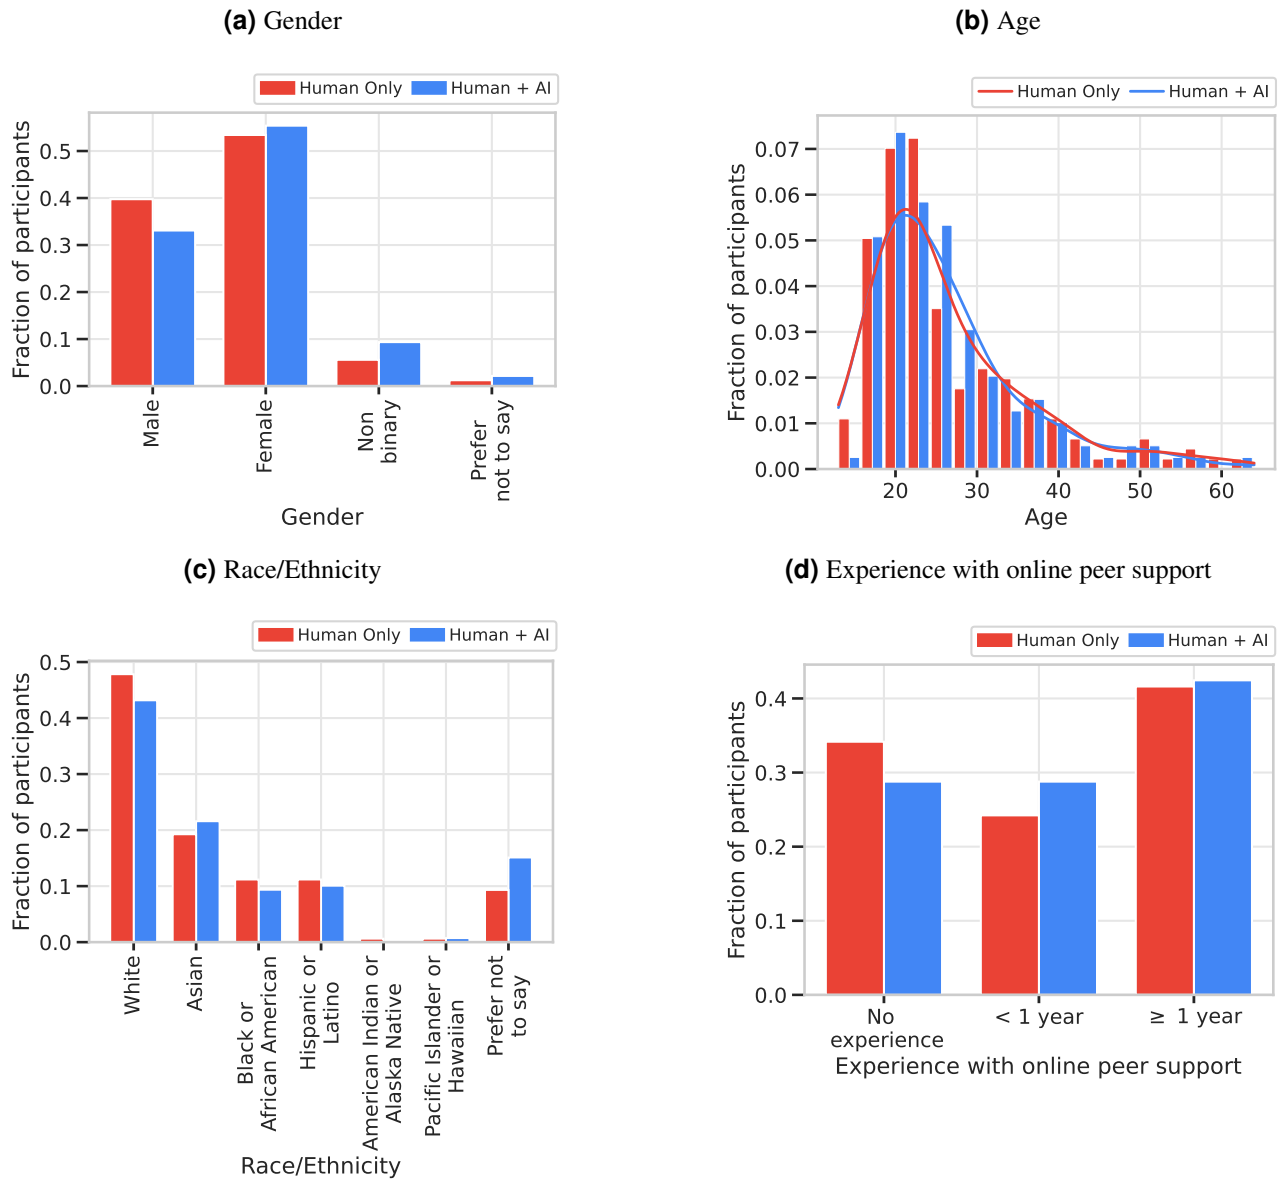 (a) Gender
Human Only
Human + AI
Fraction of participants
0.5
0.4
0.3
0.2
0.1
0.0
Male
Female
Non
binary
Prefer
not to say
Gender
(b) Age
Human Only
Human + AI
Fraction of participants
0.07
0.06
0.05
0.04
0.03
0.02
0.01
0.00
20
30
40
50
60
Age
(c) Race/Ethnicity
Human Only
Human + AI
Fraction of participants
0.5
0.4
0.3
0.2
0.1
0.0
White
Asian
Black or
African American
Hispanic or
Latino
American Indian or
Alaska Native
Pacific Islander or
Hawaiian
Prefer not
to say
Race/Ethnicity
(d) Experience with online peer support
Human Only
Human + AI
Fraction of participants
0.4
0.3
0.2
0.1
0.0
No
experience
< 1 year
≥ 1 year
Experience with online peer support